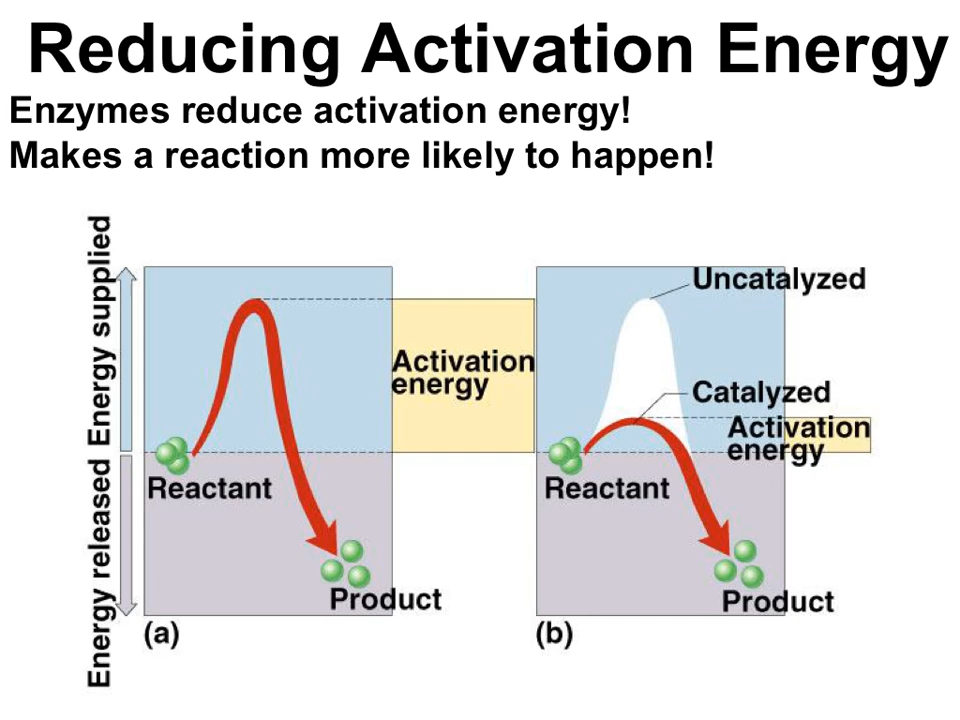 Reducing Activation Energy
Enzymes reduce activation energy!
Makes a reaction more likely to happen!
Energy released Energy supplied
Activation
energy
Reactant
Product
(a)
Uncatalyzed
Catalyzed
Activation
energy
Reactant
Product
(b)